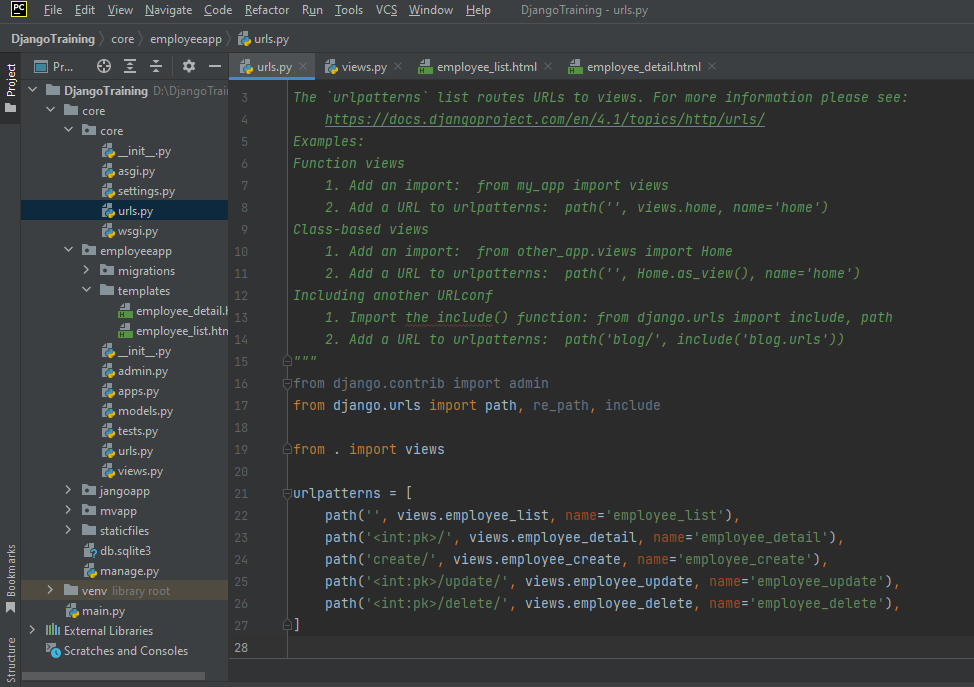 PC File Edit View Navigate Code Refactor Run Tools VCS Window Help DjangoTraining - urls.py
DjangoTraining core employeeapp urls.py
Project
Pr...
urls.py views.py employee_list.html employee_detail.html
DjangoTraining D:\DjangoTrai
core
core
__init__.py
asgi.py
settings.py
urls.py
wsgi.py
employeeapp
migrations
templates
employee_detail.h
employee_list.htm
__init__.py
admin.py
apps.py
models.py
tests.py
urls.py
views.py
jangoapp
mvapp
staticfiles
db.sqlite3
manage.py
venv library root
main.py
External Libraries
Scratches and Consoles
Bookmarks
Structure
3 The `urlpatterns` list routes URLs to views. For more information please see:
4 https://docs.djangoproject.com/en/4.1/topics/http/urls/
5 Examples:
6 Function views
7 1. Add an import:  from my_app import views
8 2. Add a URL to urlpatterns:  path('', views.home, name='home')
9 Class-based views
10 1. Add an import:  from other_app.views import Home
11 2. Add a URL to urlpatterns:  path('', Home.as_view(), name='home')
12 Including another URLconf
13 1. Import the include() function: from django.urls import include, path
14 2. Add a URL to urlpatterns:  path('blog/', include('blog.urls'))
15 """
16 from django.contrib import admin
17 from django.urls import path, re_path, include
18
19 from . import views
20
21 urlpatterns = [
22 path('', views.employee_list, name='employee_list'),
23 path('<int:pk>/', views.employee_detail, name='employee_detail'),
24 path('create/', views.employee_create, name='employee_create'),
25 path('<int:pk>/update/', views.employee_update, name='employee_update'),
26 path('<int:pk>/delete/', views.employee_delete, name='employee_delete'),
27 ]
28